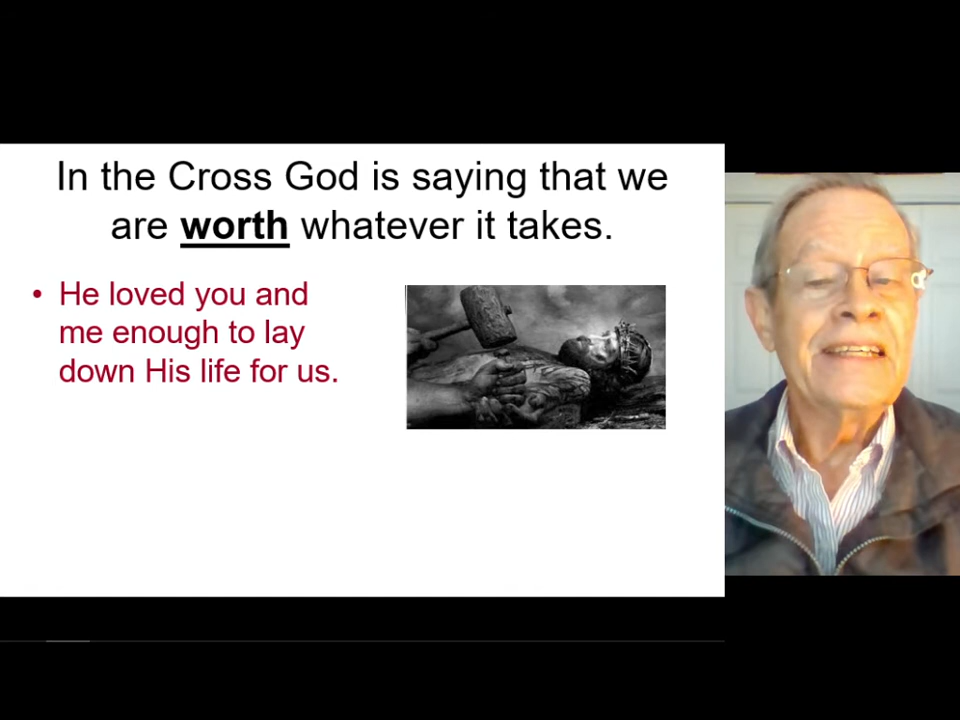 In the Cross God is saying that we
are worth whatever it takes.
• He loved you and
me enough to lay
down His life for us.